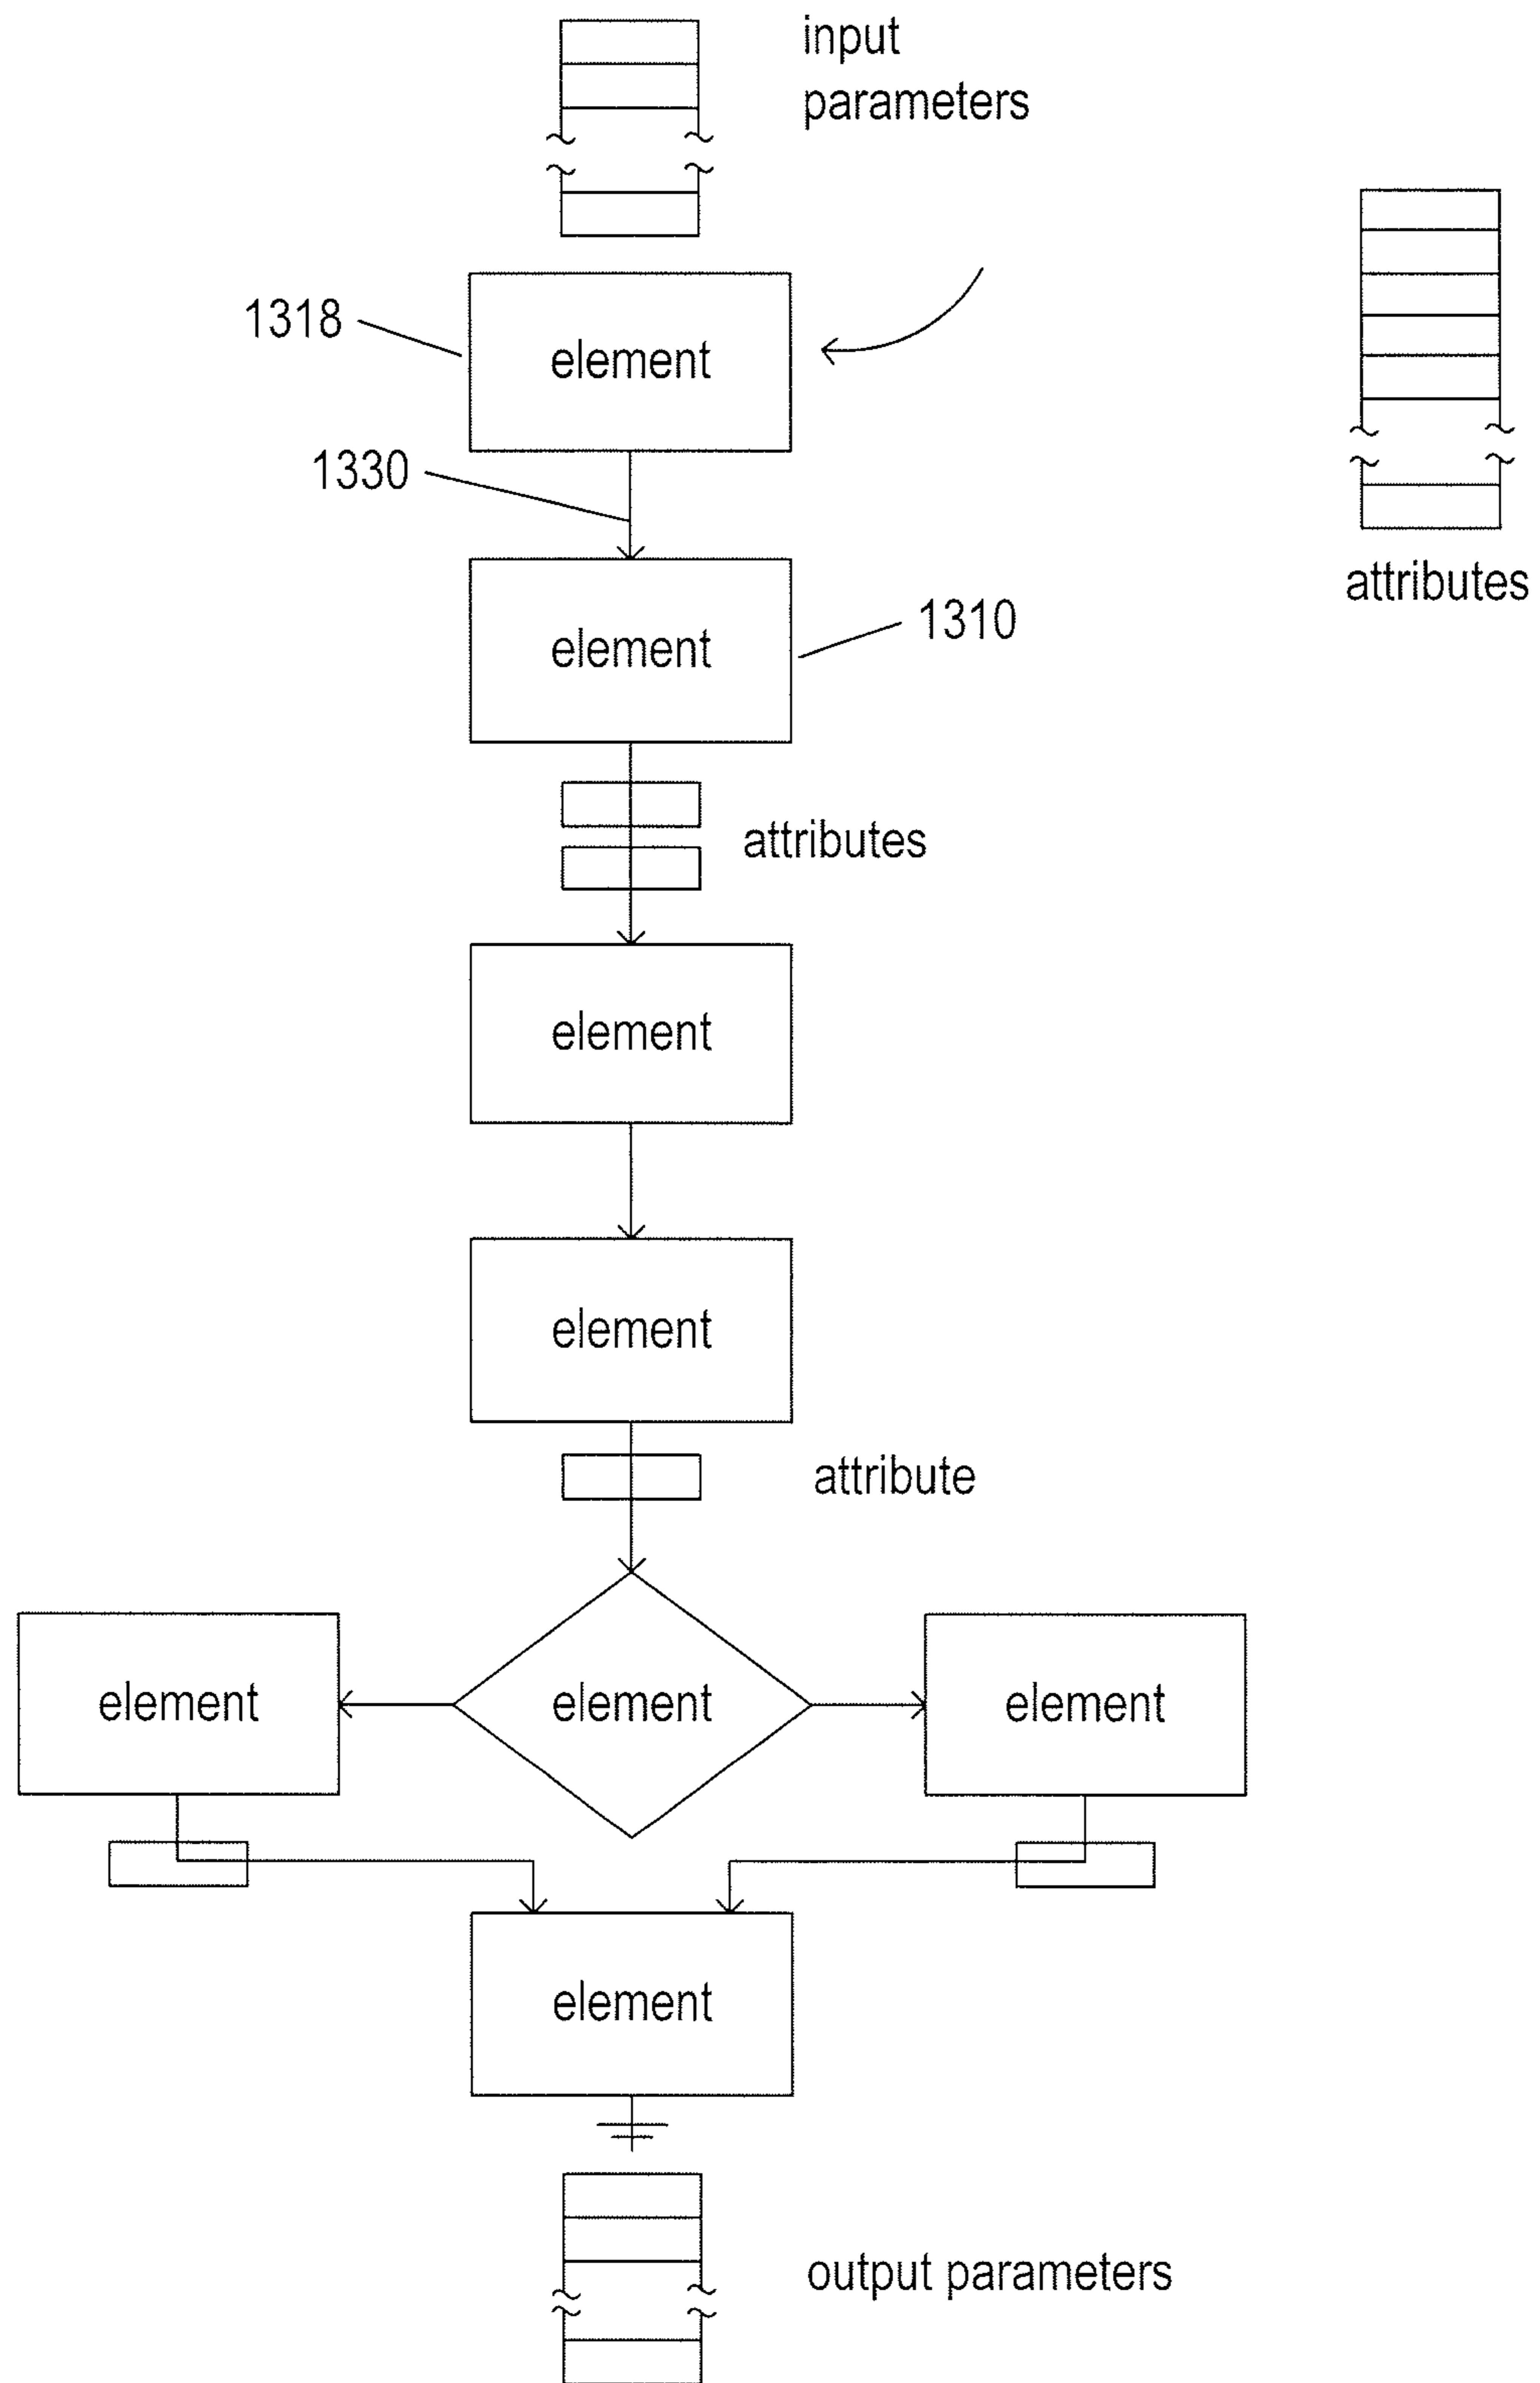 input
parameters
1318
element
1330
attributes
element
1310
attributes
element
element
attribute
element
element
element
element
output parameters